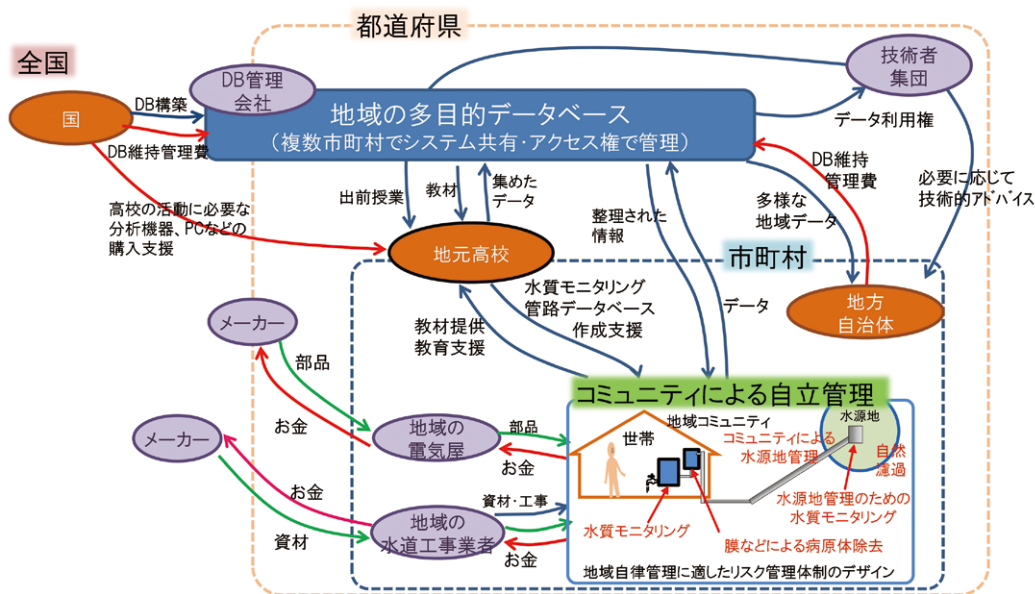 都道府県
全国
国
DB構築
DB維持管理費
DB管理
会社
地域の多目的データベース
(複数市町村でシステム共有・アクセス権で管理)
技術者
集団
データ利用権
必要に応じて
技術的アドバイス
DB維持
管理費
多様な
地域データ
出前授業
教材
集めた
データ
整理された
情報
高校の活動に必要な
分析機器、PCなどの
購入支援
地元高校
市町村
地方
自治体
水質モニタリング
管路データベース
作成支援
教材提供
教育支援
データ
メーカー
部品
お金
地域の
電気屋
部品
お金
メーカー
お金
資材
地域の
水道工事業者
資材・工事
お金
コミュニティによる自立管理
地域コミュニティ
世帯
コミュニティによる
水源地管理
水源地
自然
濾過
水源地管理のための
水質モニタリング
水質モニタリング
膜などによる病原体除去
地域自律管理に適したリスク管理体制のデザイン